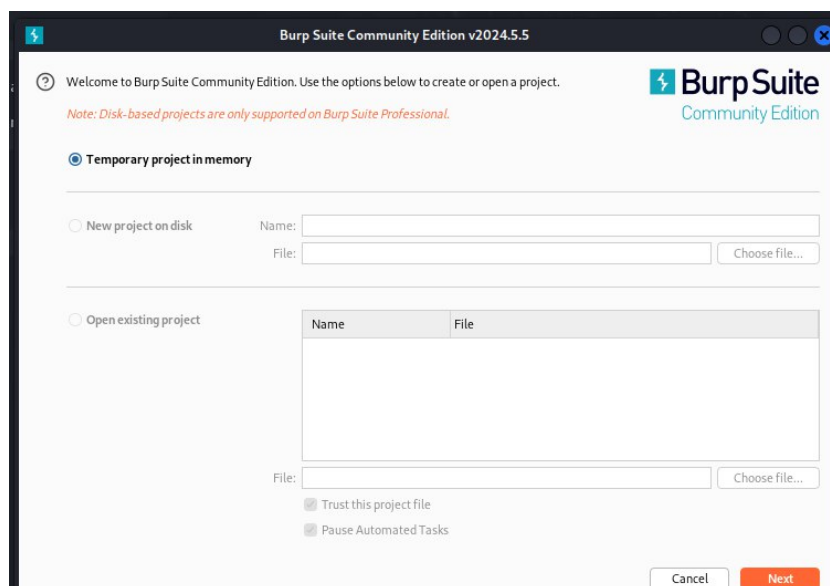 Burp Suite Community Edition v2024.5.5
Welcome to Burp Suite Community Edition. Use the options below to create or open a project.
Note: Disk-based projects are only supported on Burp Suite Professional.
Burp Suite
Community Edition
Temporary project in memory
New project on disk
Name:
File:
Choose file...
Open existing project
Name
File
File:
Choose file...
Trust this project file
Pause Automated Tasks
Cancel
Next